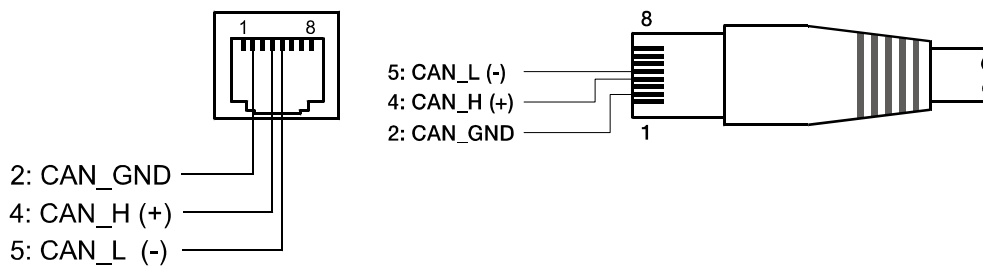 1 8
2: CAN_GND
4: CAN_H (+)
5: CAN_L (-)
8
5: CAN_L (-)
4: CAN_H (+)
2: CAN_GND
1